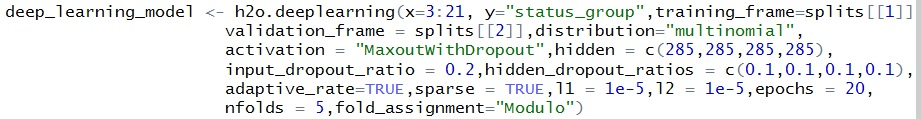 deep_learning_model <- h2o.deeplearning(x=3:21, y="status_group",training_frame=splits[[1]]
validation_frame = splits[[2]],distribution="multinomial",
activation = "MaxoutWithDropout",hidden = c(285,285,285,285),
input_dropout_ratio = 0.2,hidden_dropout_ratios = c(0.1,0.1,0.1,0.1),
adaptive_rate=TRUE,sparse = TRUE,l1 = 1e-5,l2 = 1e-5,epochs = 20,
nfolds = 5,fold_assignment="Modulo")